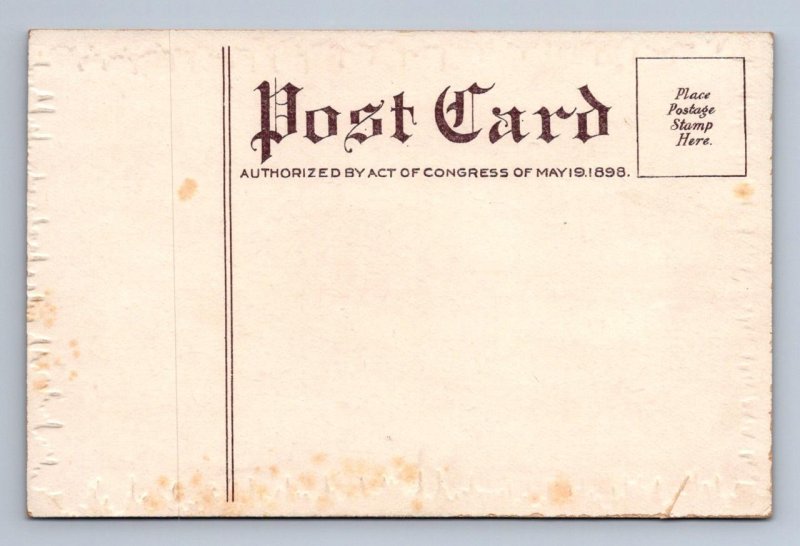 Post Card
AUTHORIZED BY ACT OF CONGRESS OF MAY 19.1898.
Place
Postage
Stamp
Here.